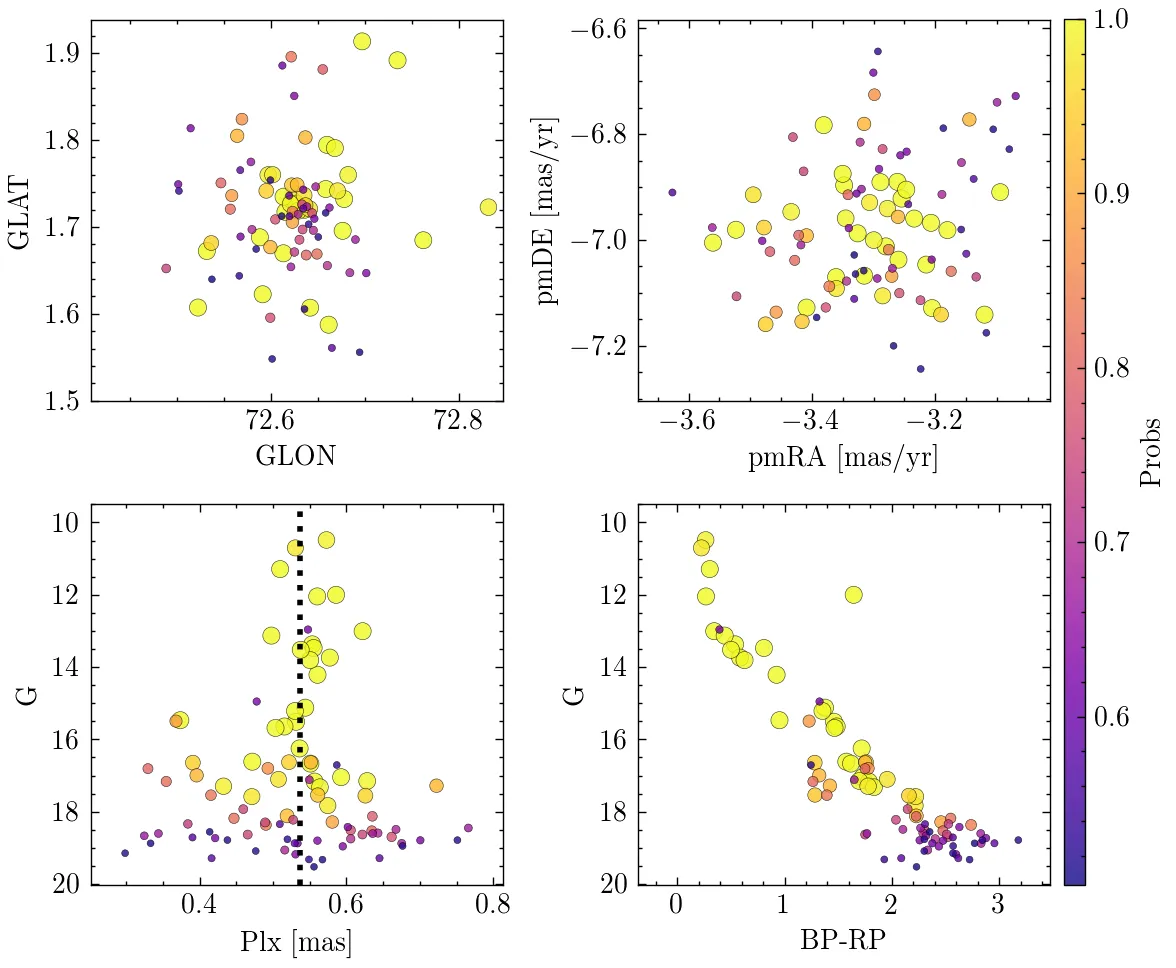 1.9
1.8
1.7
1.6
1.5
GLAT
72.6 72.8
GLON
−6.6
−6.8
−7.0
−7.2
pmDE [mas/yr]
−3.6 −3.4 −3.2
pmRA [mas/yr]
10
12
14
16
18
20
G
0.4 0.6 0.8
Plx [mas]
10
12
14
16
18
20
G
0 1 2 3
BP-RP
1.0
0.9
0.8
0.7
0.6
Probs